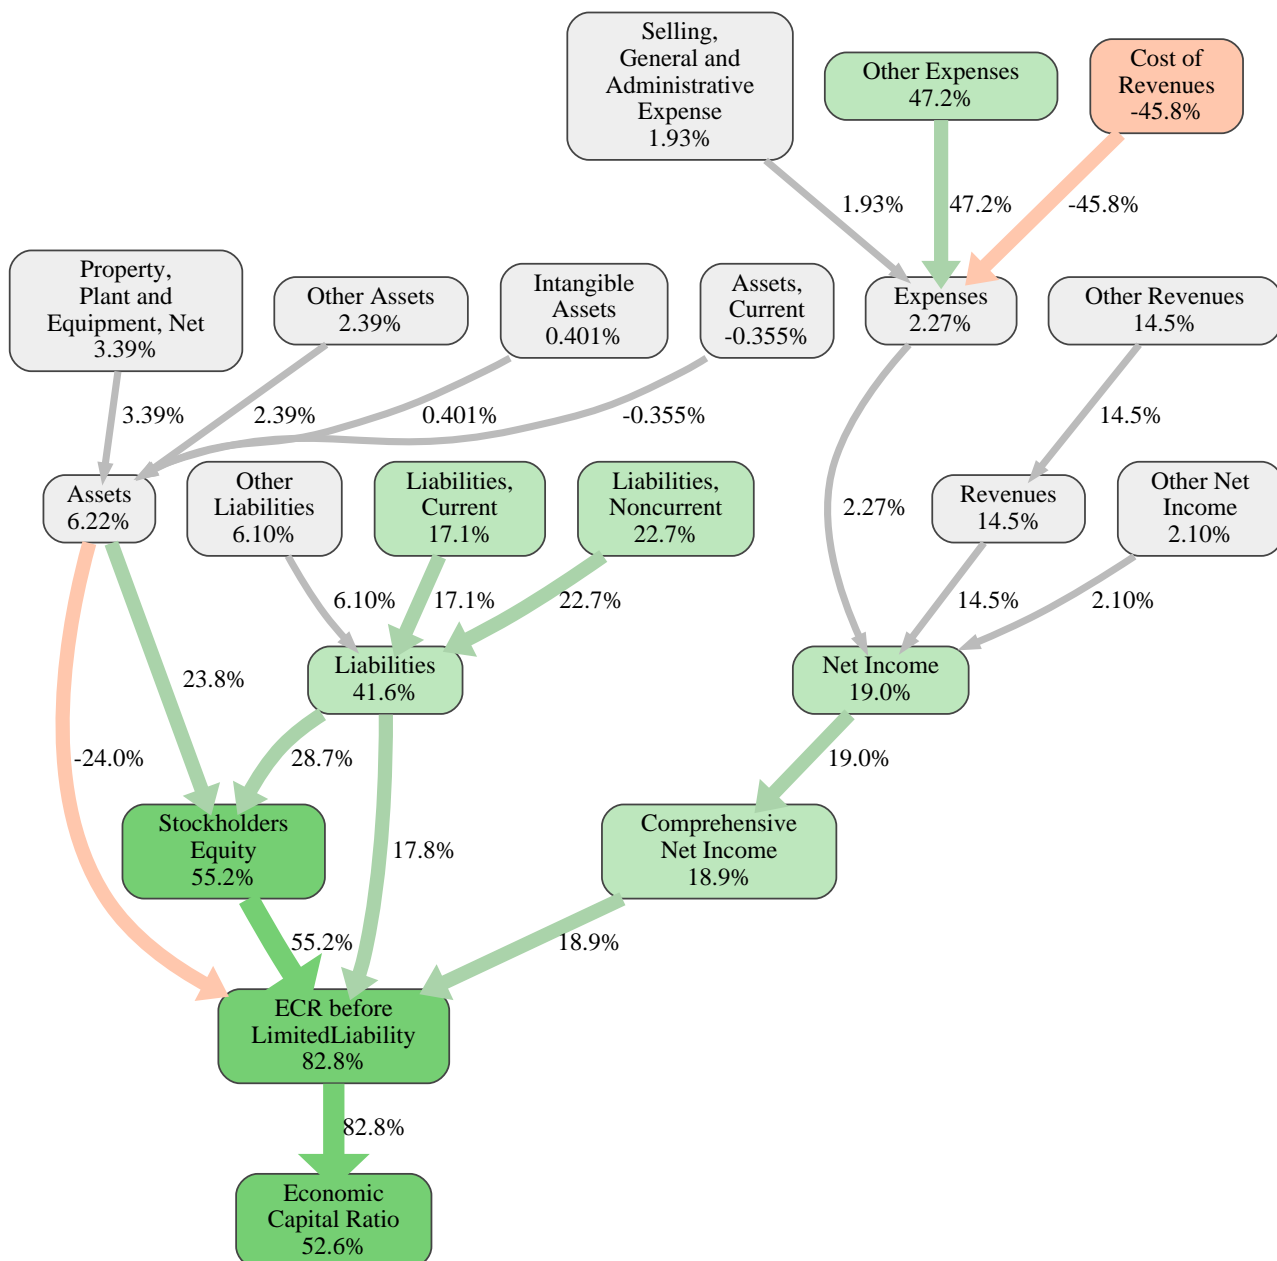 Selling,
General and
Administrative
Expense
1.93%
Other Expenses
47.2%
Cost of
Revenues
-45.8%
1.93%
47.2%
-45.8%
Property,
Plant and
Equipment, Net
3.39%
Other Assets
2.39%
Intangible
Assets
0.401%
Assets,
Current
-0.355%
Expenses
2.27%
Other Revenues
14.5%
3.39%
2.39%
0.401%
-0.355%
14.5%
Assets
6.22%
Other
Liabilities
6.10%
Liabilities,
Current
17.1%
Liabilities,
Noncurrent
22.7%
2.27%
Revenues
14.5%
Other Net
Income
2.10%
6.10%
17.1%
22.7%
14.5%
2.10%
23.8%
Liabilities
41.6%
Net Income
19.0%
-24.0%
28.7%
19.0%
Stockholders
Equity
55.2%
17.8%
Comprehensive
Net Income
18.9%
55.2%
18.9%
ECR before
LimitedLiability
82.8%
82.8%
Economic
Capital Ratio
52.6%